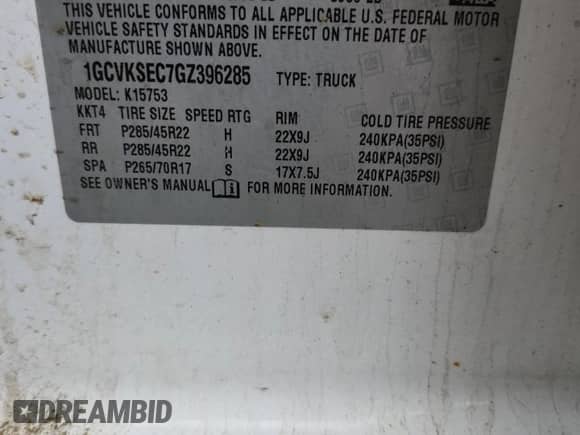 THIS VEHICLE CONFORMS TO ALL APPLICABLE U.S. FEDERAL MOTOR
VEHICLE SAFETY STANDARDS IN EFFECT ON THE DATE OF
MANUFACTURE SHOWN ABOVE.
1GCVKSEC7GZ396285 TYPE: TRUCK
MODEL: K15753
KKT4 TIRE SIZE SPEED RTG RIM COLD TIRE PRESSURE
FRT P285/45R22 H 22X9J 240KPA(35PSI)
RR P285/45R22 H 22X9J 240KPA(35PSI)
SPA P265/70R17 S 17X7.5J 240KPA(35PSI)
SEE OWNER'S MANUAL FOR MORE INFORMATION.
DREAMBID